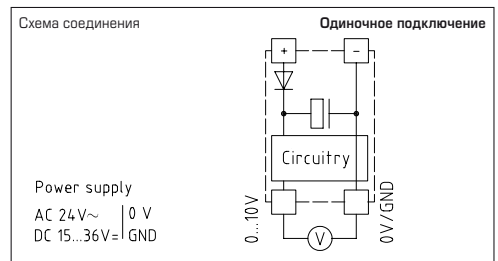 Схема соединения
Одиночное подключение
+ −
Circuitry
Power supply
AC 24V~ 0 V
DC 15...36V= GND
0...10V
0V/GND
V